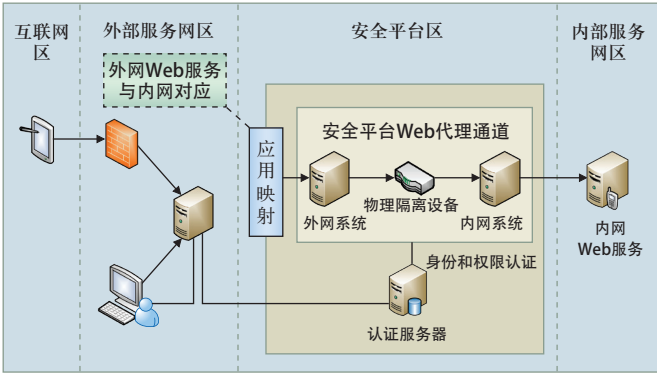 互联网
区
外部服务网区
安全平台区
内部服务
网区
外网Web服务
与内网对应
应用映射
安全平台Web代理通道
外网系统
物理隔离设备
内网系统
内网
Web服务
身份和权限认证
认证服务器